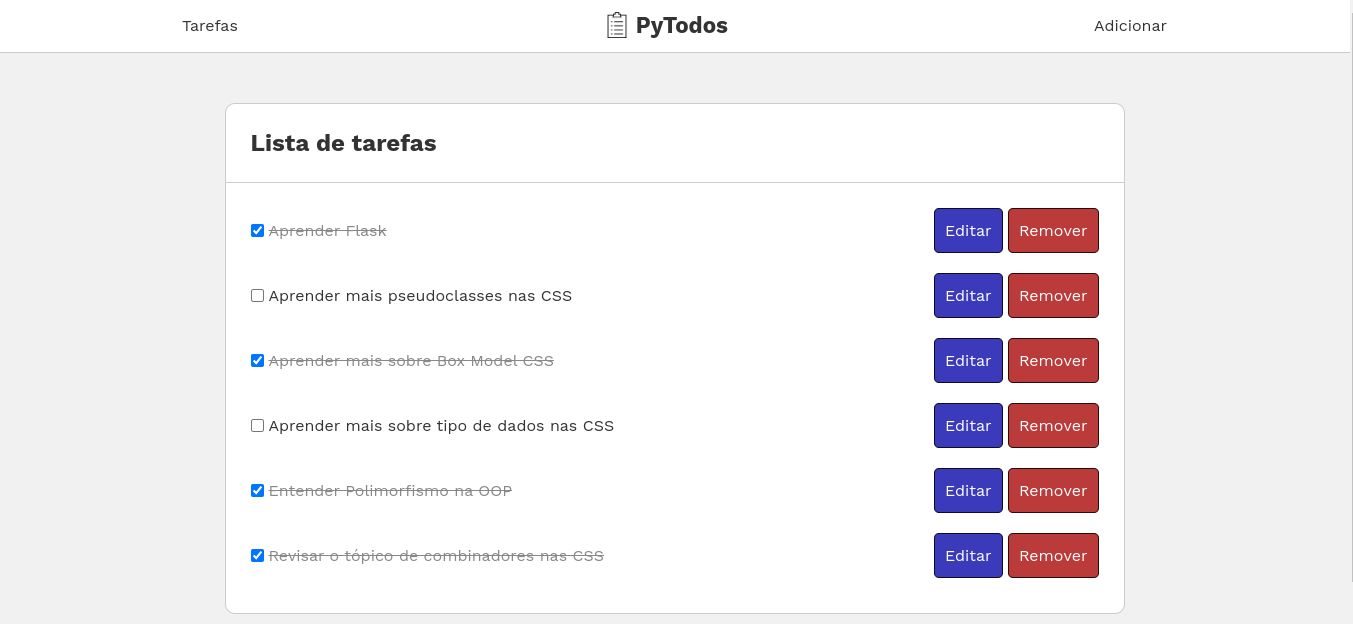 Tarefas
PyTodos
Adicionar
Lista de tarefas
Aprender Flask Editar Remover
Aprender mais pseudoclasses nas CSS Editar Remover
Aprender mais sobre Box Model CSS Editar Remover
Aprender mais sobre tipo de dados nas CSS Editar Remover
Entender Polimorfismo na OOP Editar Remover
Revisar o tópico de combinadores nas CSS Editar Remover